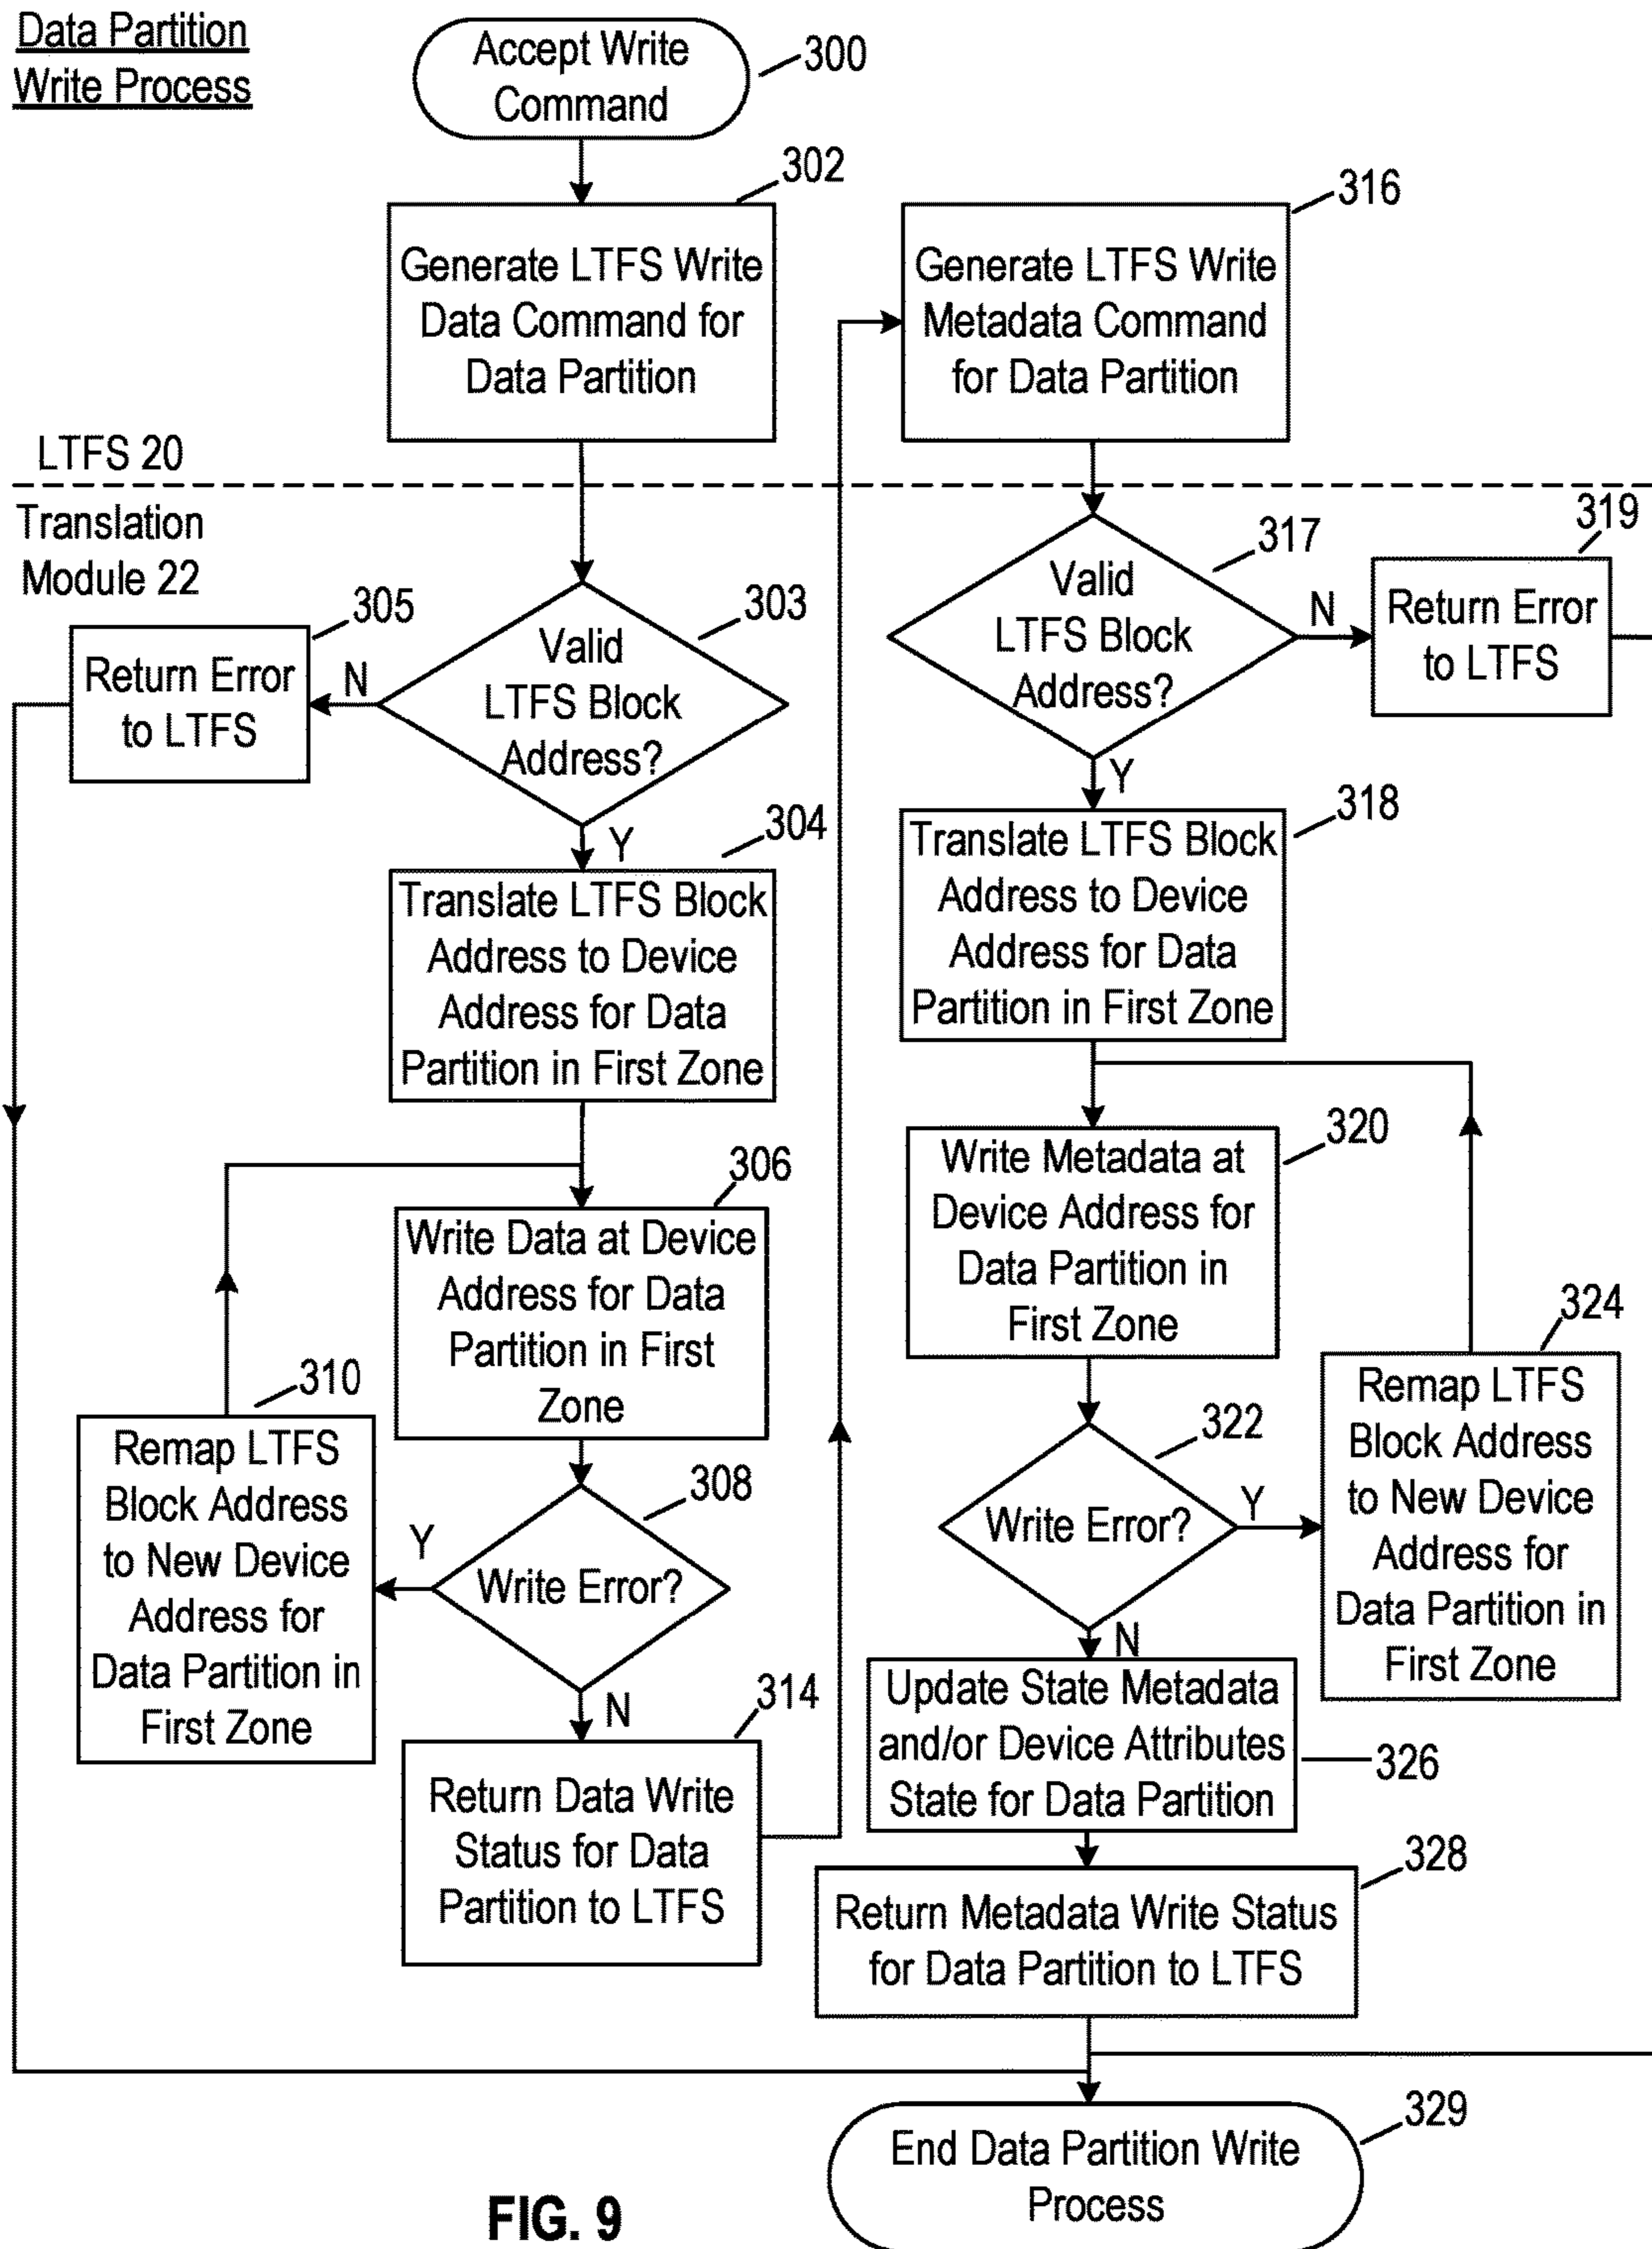 Data Partition
Write Process
Accept Write
Command
300
302
Generate LTFS Write
Data Command for
Data Partition
LTFS 20
Translation
Module 22
303
Valid
LTFS Block
Address?
N
305
Return Error
to LTFS
Y
304
Translate LTFS Block
Address to Device
Address for Data
Partition in First Zone
306
Write Data at Device
Address for Data
Partition in First
Zone
308
Write Error?
Y
310
Remap LTFS
Block Address
to New Device
Address for
Data Partition in
First Zone
N
314
Return Data Write
Status for Data
Partition to LTFS
316
Generate LTFS Write
Metadata Command
for Data Partition
317
Valid
LTFS Block
Address?
N
319
Return Error
to LTFS
Y
318
Translate LTFS Block
Address to Device
Address for Data
Partition in First Zone
320
Write Metadata at
Device Address for
Data Partition in
First Zone
322
Write Error?
Y
324
Remap LTFS
Block Address
to New Device
Address for
Data Partition in
First Zone
N
Update State Metadata
and/or Device Attributes
State for Data Partition
326
328
Return Metadata Write Status
for Data Partition to LTFS
329
End Data Partition Write
Process
FIG. 9